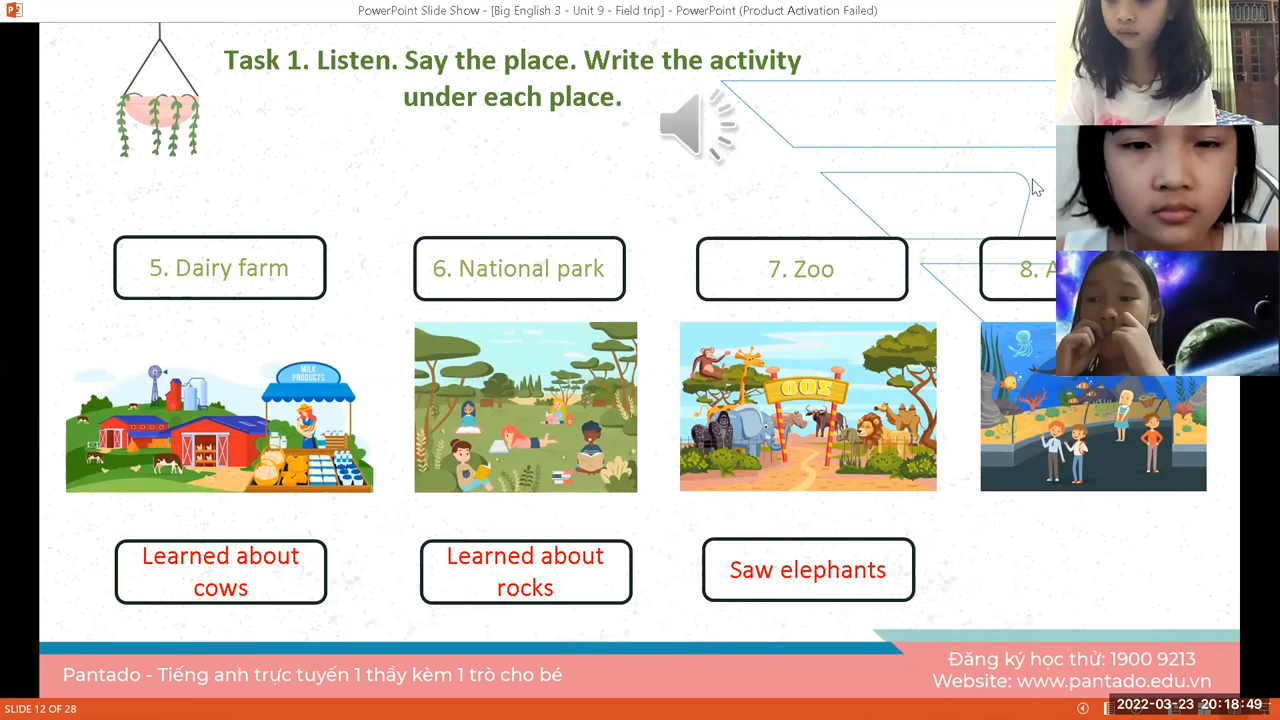 PowerPoint Slide Show - [Big English 3 - Unit 9 - Field trip] - PowerPoint (Product Activation Failed)
Task 1. Listen. Say the place. Write the activity
under each place.
5. Dairy farm
6. National park
7. Zoo
8. A
MILK
PRODUCTS
ZOO
Learned about
cows
Learned about
rocks
Saw elephants
Pantado - Tiếng anh trực tuyến 1 thầy kèm 1 trò cho bé
Đăng ký học thử: 1900 9213
Website: www.pantado.edu.vn
SLIDE 12 OF 28
2022-03-23 20:18:49